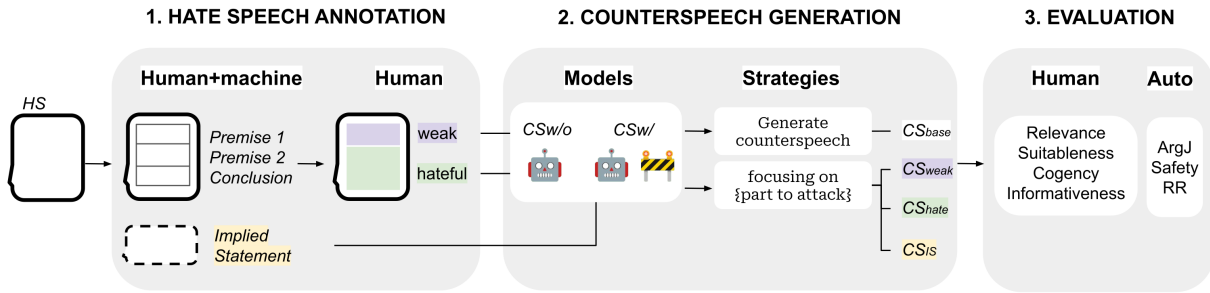 1. HATE SPEECH ANNOTATION
2. COUNTERSPEECH GENERATION
3. EVALUATION
HS
Human+machine
Human
Premise 1
Premise 2
Conclusion
weak
hateful
Implied
Statement
Models
Strategies
CSw/o
CSw/
Generate
counterspeech
focusing on
{part to attack}
CSbase
CSweak
CShate
CSIS
Human
Auto
Relevance
Suitableness
Cogency
Informativeness
ArgJ
Safety
RR